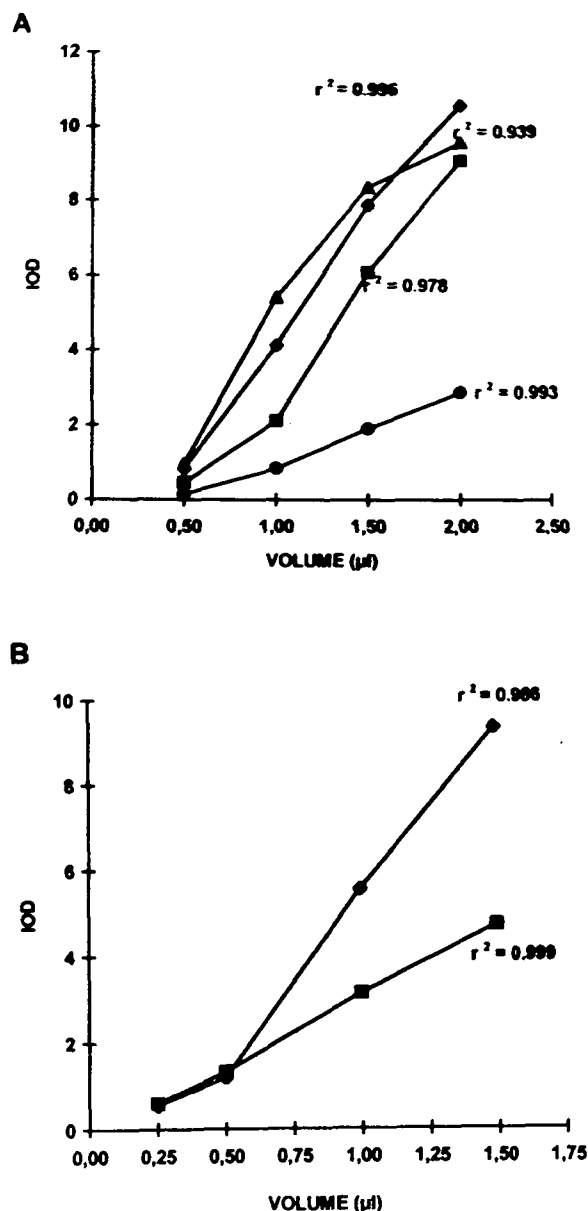 A
12
10
8
6
4
2
0
IOD
r² = 0.996
r² = 0.939
r² = 0.978
r² = 0.993
0,00 0,50 1,00 1,50 2,00 2,50
VOLUME (µl)
B
10
8
6
4
2
0
IOD
r² = 0.986
r² = 0.999
0,00 0,25 0,50 0,75 1,00 1,25 1,50 1,75
VOLUME (µl)